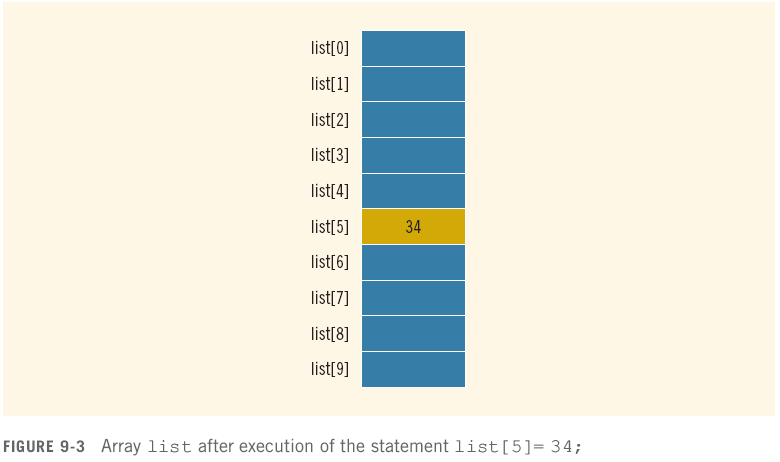 list[0]
list[1]
list[2]
list[3]
list[4]
list[5] 34
list[6]
list[7]
list[8]
list[9]
FIGURE 9-3 Array list after execution of the statement list[5]= 34;